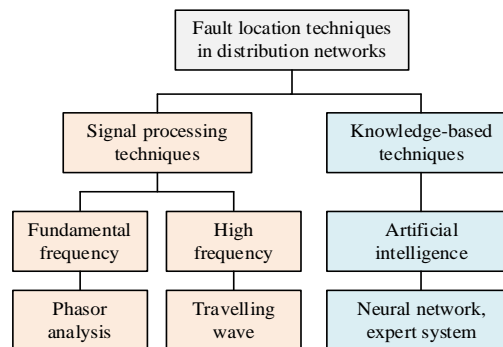 Fault location techniques
in distribution networks
Signal processing
techniques
Knowledge-based
techniques
Fundamental
frequency
High
frequency
Artificial
intelligence
Phasor
analysis
Travelling
wave
Neural network,
expert system